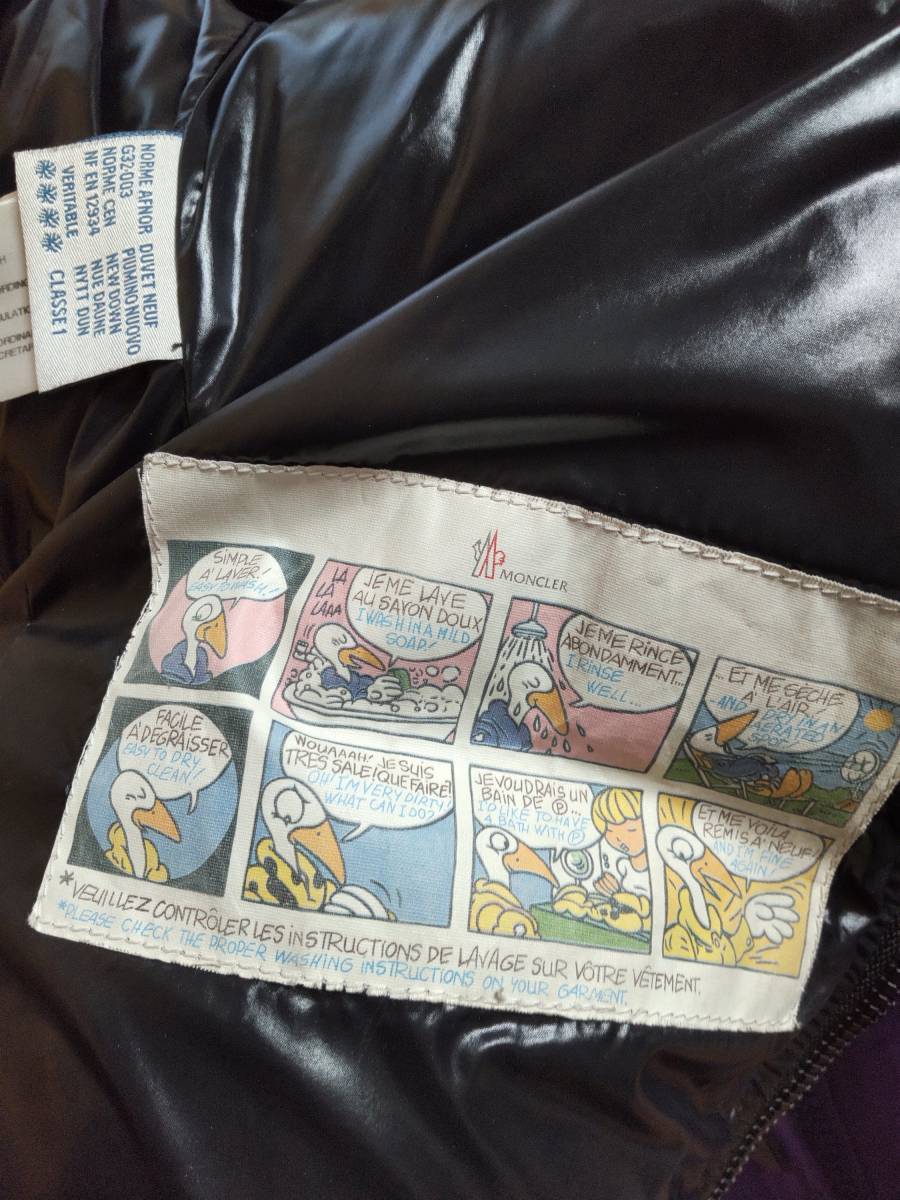 NORME AFNOR DUVET NEUF
G32-003 PIUMINO NUOVO
NORME CEN NEW DOWN
NF EN 12934 NUE DAUNE
VERITABLE NYTT DUN
**** CLASSE 1
MONCLER
SIMPLE
A' LAVER!
EASY TO WASH!
LA
LA
LAAA
JE ME LAVE
AU SAVON DOUX
I WASH IN A MILD
SOAP!
JE ME RINCE
ABONDAMMENT...
I RINSE
WELL...
... ET ME SÈCHE
A' L'AIR
AND I DRY IN AN
AERATED
SPOT!
FACILE
A' DEGRAISSER
EASY TO DRY
CLEAN!
WOUAAAH! JE SUIS
TRES SALE! QUE FAIRE?
OH! I'M VERY DIRTY
WHAT CAN I DO?
JE VOUDRAIS UN
BAIN DE Ⓟ...
I'D LIKE TO HAVE
A BATH WITH Ⓟ
ET ME VOILA
REMIS A' NEUF!
AND I'M FINE
AGAIN!
*VEUILLEZ CONTRÔLER LES INSTRUCTIONS DE LAVAGE SUR VÔTRE VÊTEMENT.
*PLEASE CHECK THE PROPER WASHING INSTRUCTIONS ON YOUR GARMENT.